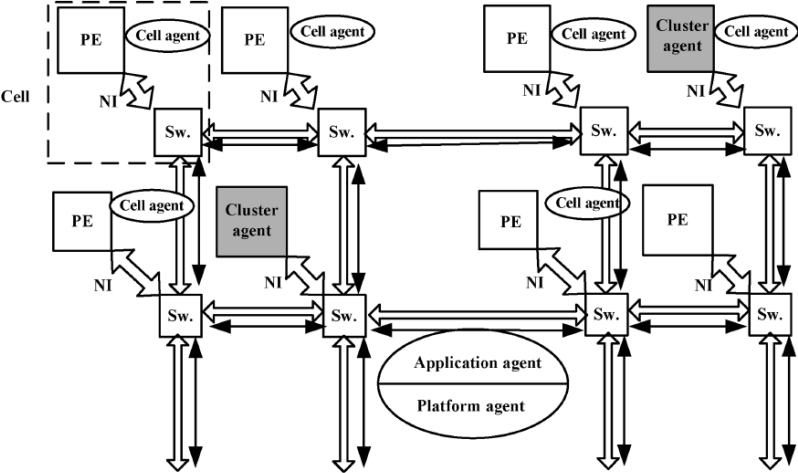 PE
Cell agent
PE
Cell agent
PE
Cell agent
Cluster
agent
Cell agent
Cell
NI
NI
NI
NI
Sw.
Sw.
Sw.
Sw.
PE
Cell agent
Cluster
agent
PE
Cell agent
PE
NI
NI
NI
NI
Sw.
Sw.
Sw.
Sw.
Application agent
Platform agent